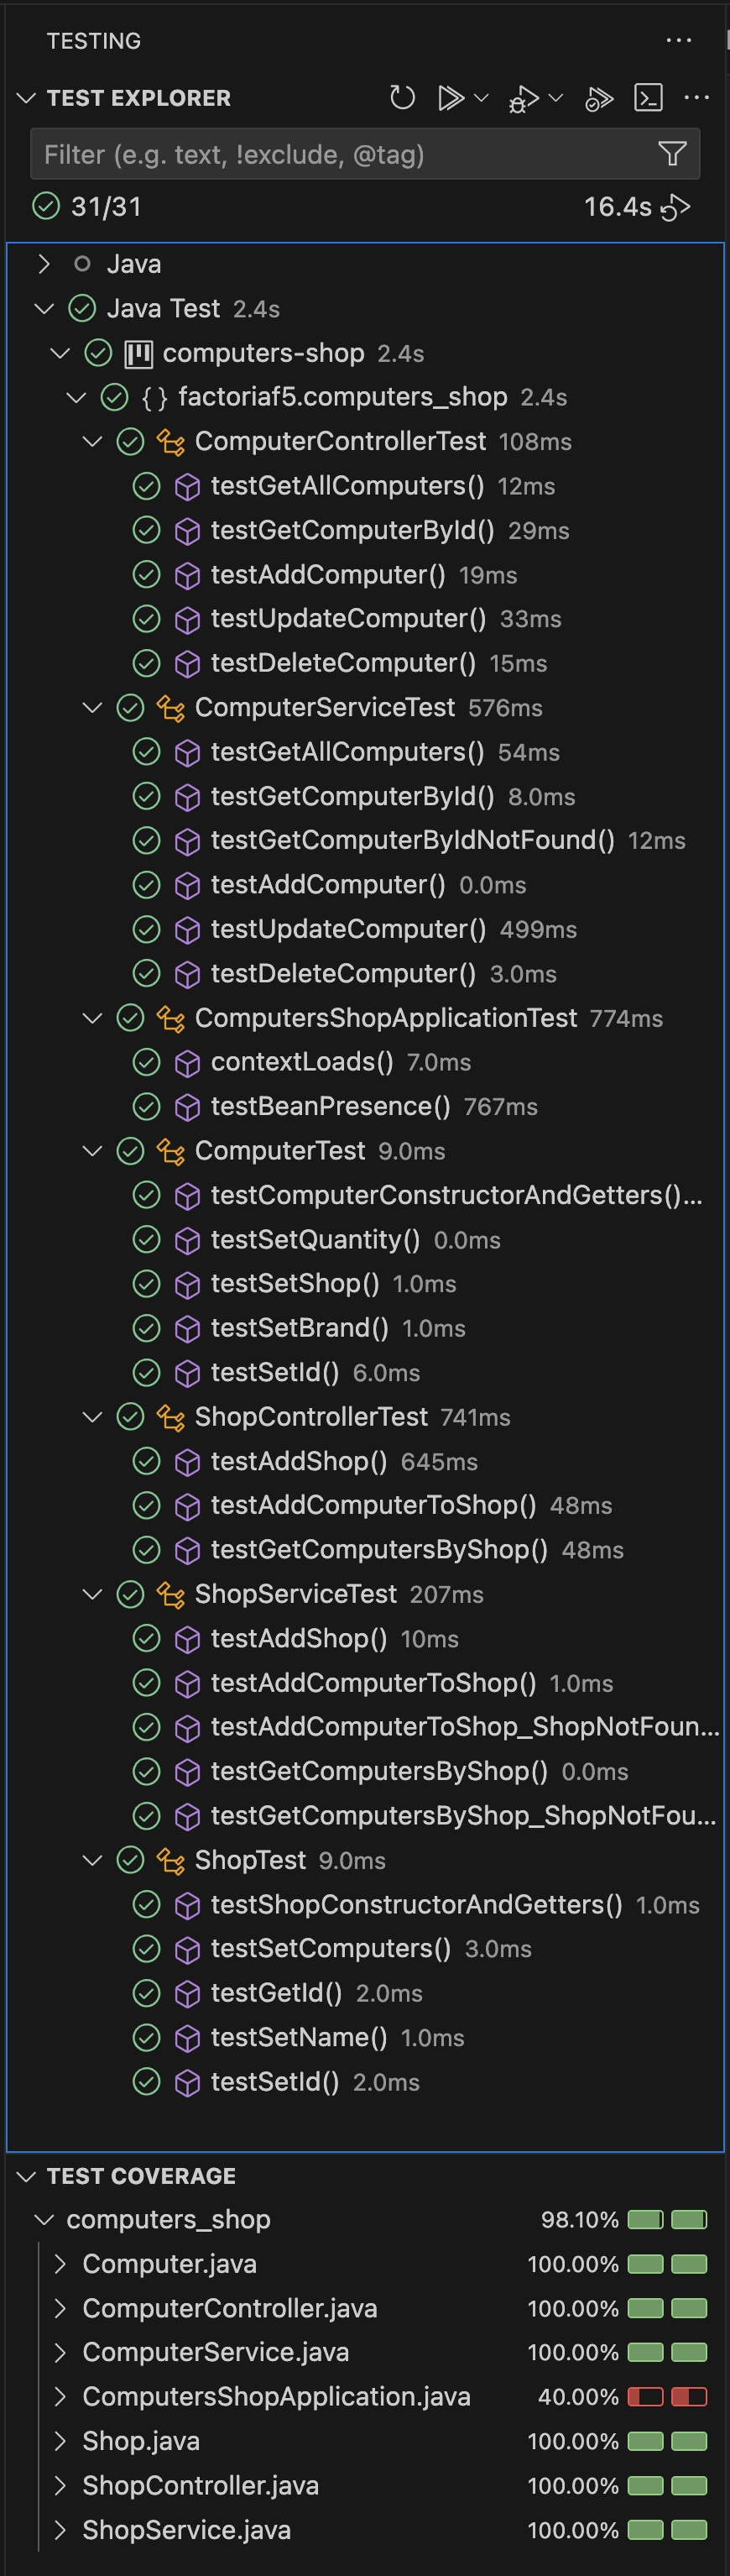 TESTING
TEST EXPLORER
Filter (e.g. text, !exclude, @tag)
31/31 16.4s
Java
Java Test 2.4s
computers-shop 2.4s
{} factoriaf5.computers_shop 2.4s
ComputerControllerTest 108ms
testGetAllComputers() 12ms
testGetComputerById() 29ms
testAddComputer() 19ms
testUpdateComputer() 33ms
testDeleteComputer() 15ms
ComputerServiceTest 576ms
testGetAllComputers() 54ms
testGetComputerById() 8.0ms
testGetComputerByIdNotFound() 12ms
testAddComputer() 0.0ms
testUpdateComputer() 499ms
testDeleteComputer() 3.0ms
ComputersShopApplicationTest 774ms
contextLoads() 7.0ms
testBeanPresence() 767ms
ComputerTest 9.0ms
testComputerConstructorAndGetters()...
testSetQuantity() 0.0ms
testSetShop() 1.0ms
testSetBrand() 1.0ms
testSetId() 6.0ms
ShopControllerTest 741ms
testAddShop() 645ms
testAddComputerToShop() 48ms
testGetComputersByShop() 48ms
ShopServiceTest 207ms
testAddShop() 10ms
testAddComputerToShop() 1.0ms
testAddComputerToShop_ShopNotFoun...
testGetComputersByShop() 0.0ms
testGetComputersByShop_ShopNotFou...
ShopTest 9.0ms
testShopConstructorAndGetters() 1.0ms
testSetComputers() 3.0ms
testGetId() 2.0ms
testSetName() 1.0ms
testSetId() 2.0ms
TEST COVERAGE
computers_shop 98.10%
Computer.java 100.00%
ComputerController.java 100.00%
ComputerService.java 100.00%
ComputersShopApplication.java 40.00%
Shop.java 100.00%
ShopController.java 100.00%
ShopService.java 100.00%